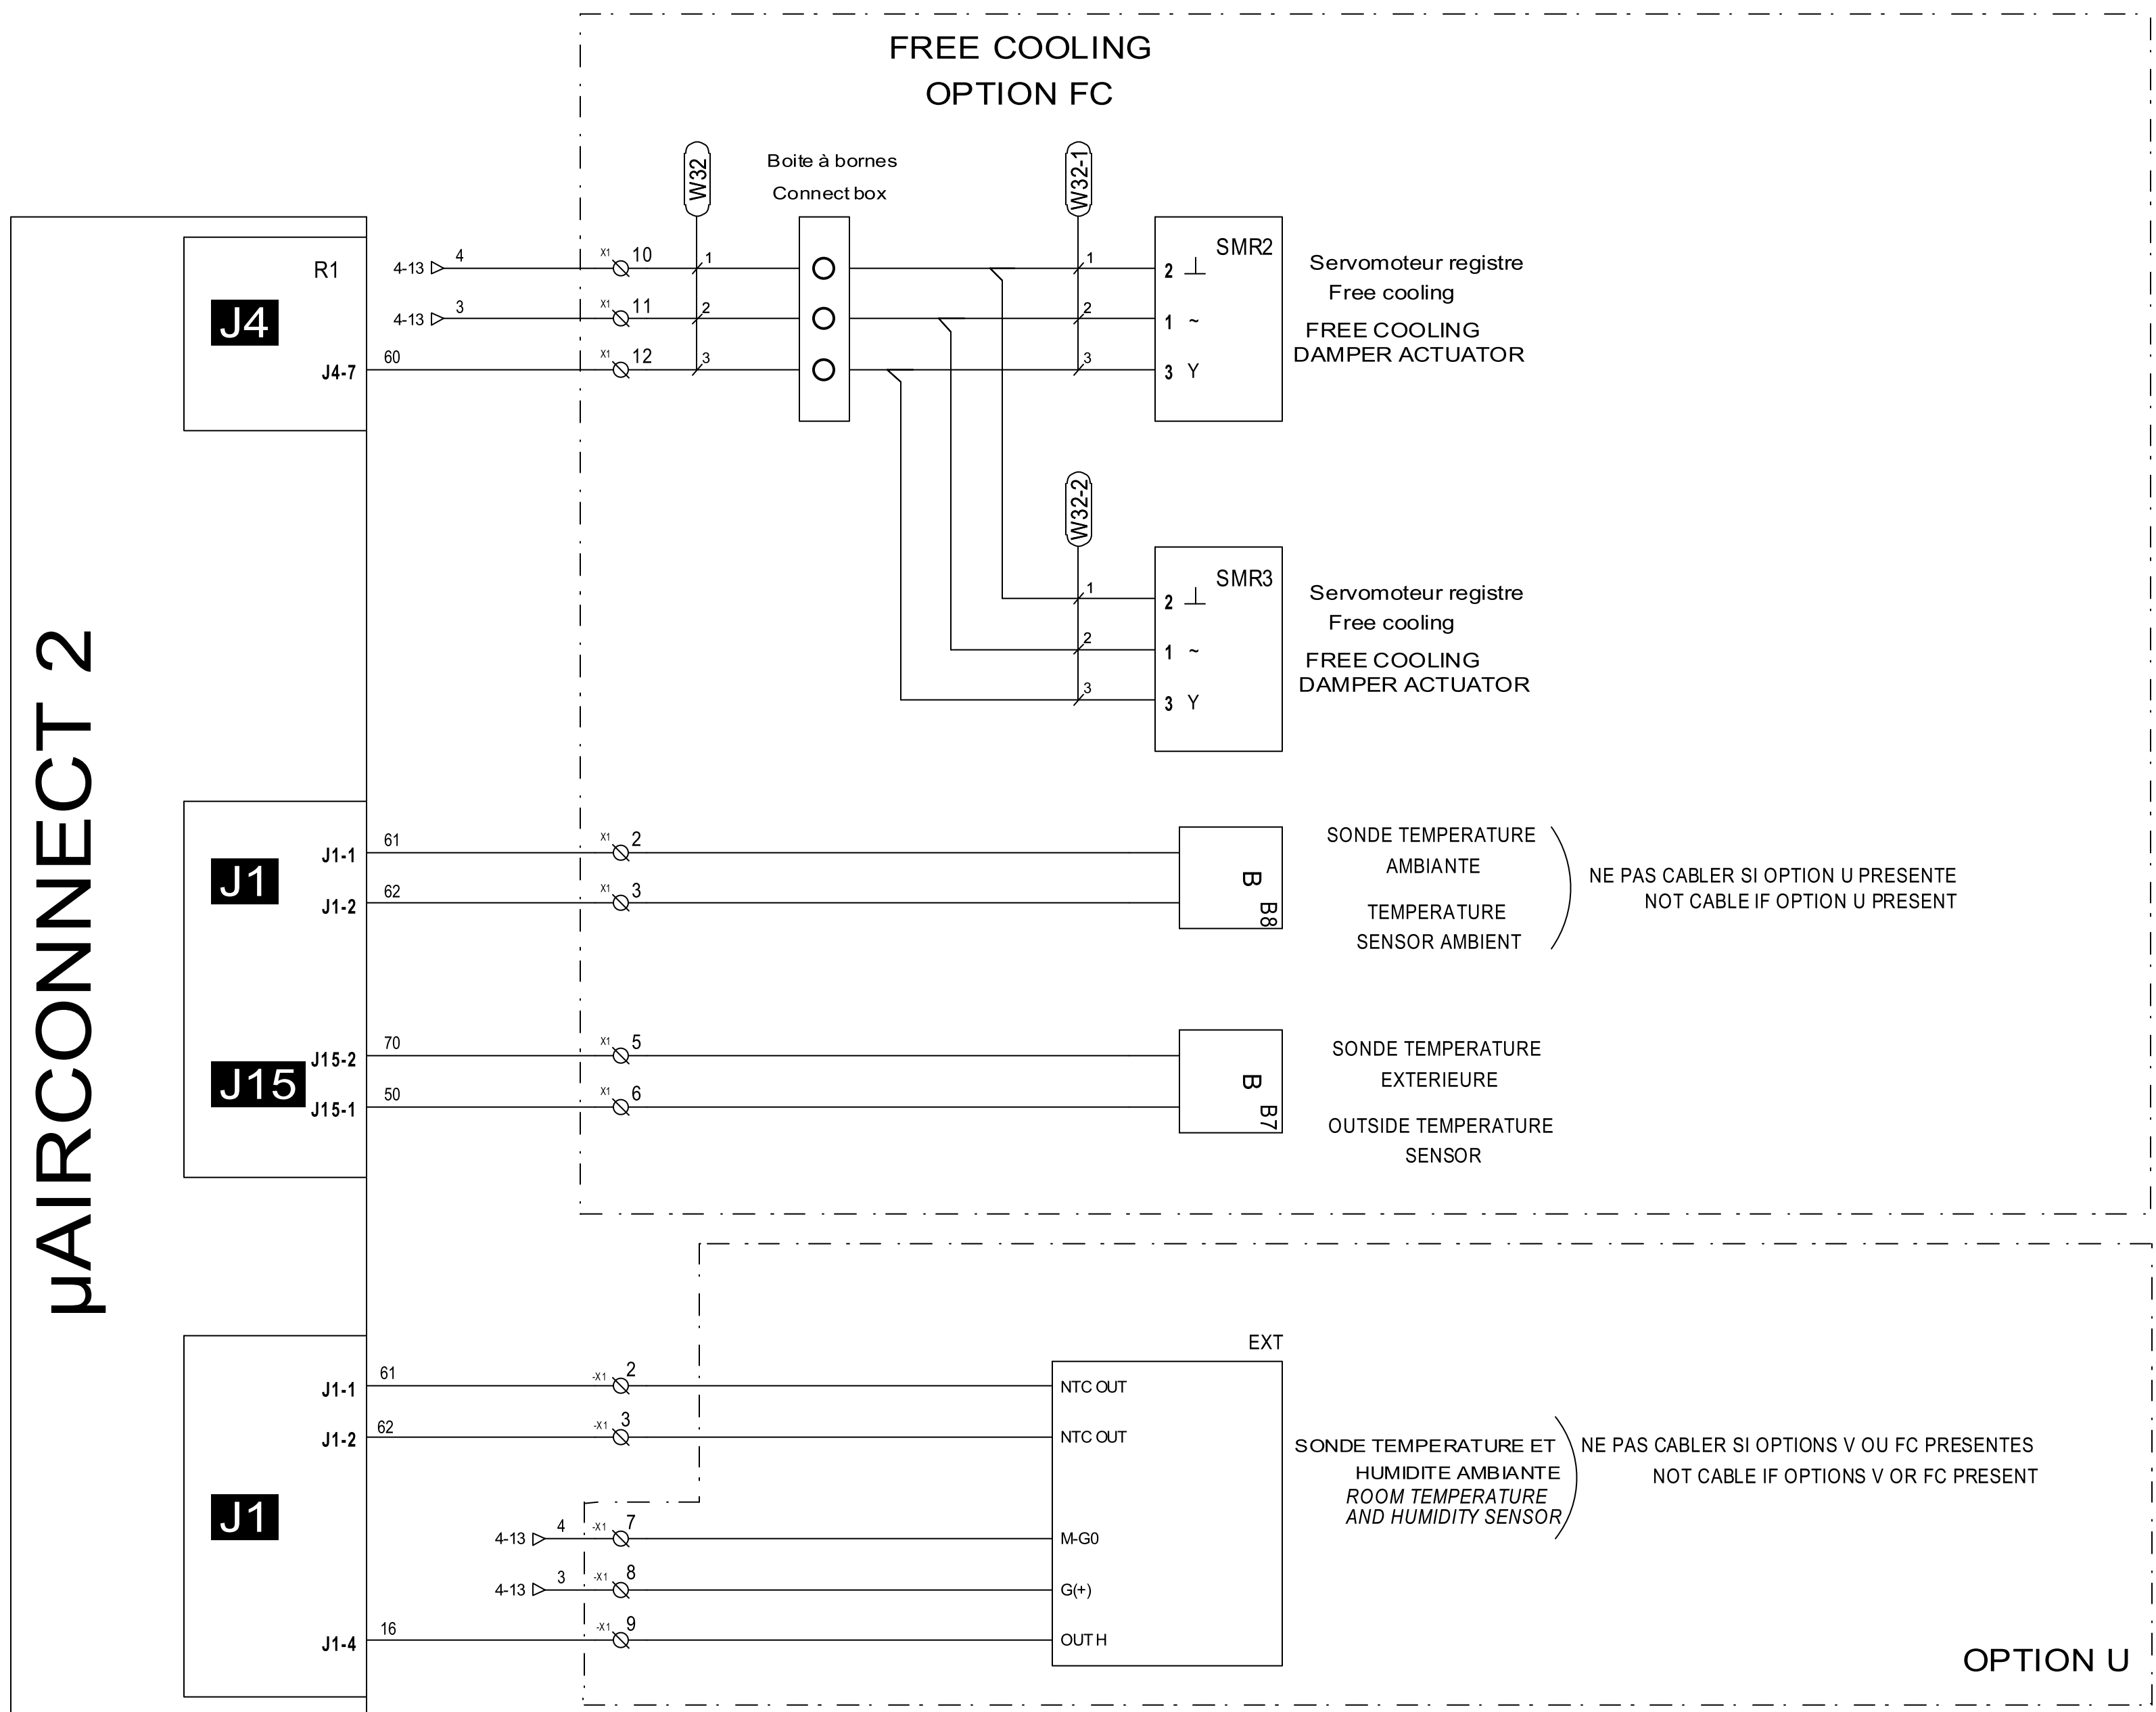 FREE COOLING
OPTION FC
µAIRCONNECT 2
W32
Boite à bornes
Connect box
W32-1
J4
R1
4-13 4 X1 10 1
4-13 3 X1 11 2
J4-7 60 X1 12 3
1 2 ⊥ SMR2
2 1 ~
3 3 Y
Servomoteur registre
Free cooling
FREE COOLING
DAMPER ACTUATOR
W32-2
1 2 ⊥ SMR3
2 1 ~
3 3 Y
Servomoteur registre
Free cooling
FREE COOLING
DAMPER ACTUATOR
J1
J1-1 61 X1 2
J1-2 62 X1 3
B
B8
SONDE TEMPERATURE
AMBIANTE
TEMPERATURE
SENSOR AMBIENT
NE PAS CABLER SI OPTION U PRESENTE
NOT CABLE IF OPTION U PRESENT
J15
J15-2 70 X1 5
J15-1 50 X1 6
B
B7
SONDE TEMPERATURE
EXTERIEURE
OUTSIDE TEMPERATURE
SENSOR
J1
EXT
J1-1 61 -X1 2 NTC OUT
J1-2 62 -X1 3 NTC OUT
4-13 4 -X1 7 M-G0
4-13 3 -X1 8 G(+)
J1-4 16 -X1 9 OUT H
SONDE TEMPERATURE ET
HUMIDITE AMBIANTE
ROOM TEMPERATURE
AND HUMIDITY SENSOR
NE PAS CABLER SI OPTIONS V OU FC PRESENTES
NOT CABLE IF OPTIONS V OR FC PRESENT
OPTION U